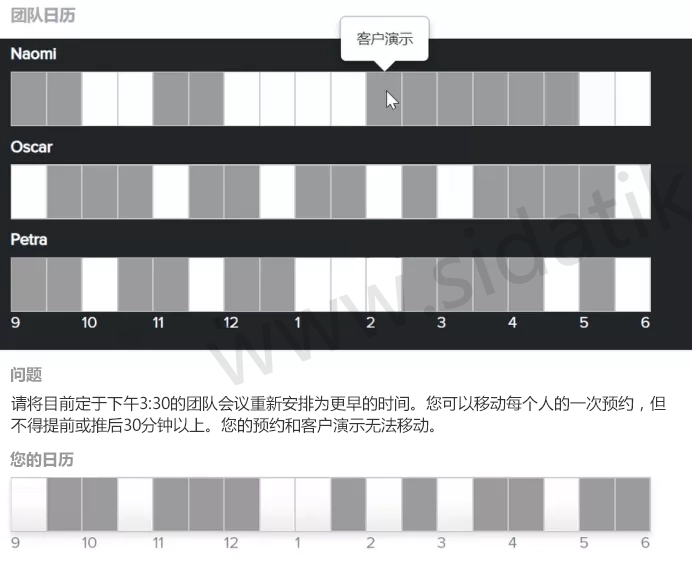 团队日历
客户演示
Naomi
Oscar
Petra
9 10 11 12 1 2 3 4 5 6
www.sidatik
问题
请将目前定于下午3:30的团队会议重新安排为更早的时间。您可以移动每个人的一次预约，但
不得提前或推后30分钟以上。您的预约和客户演示无法移动。
您的日历
9 10 11 12 1 2 3 4 5 6